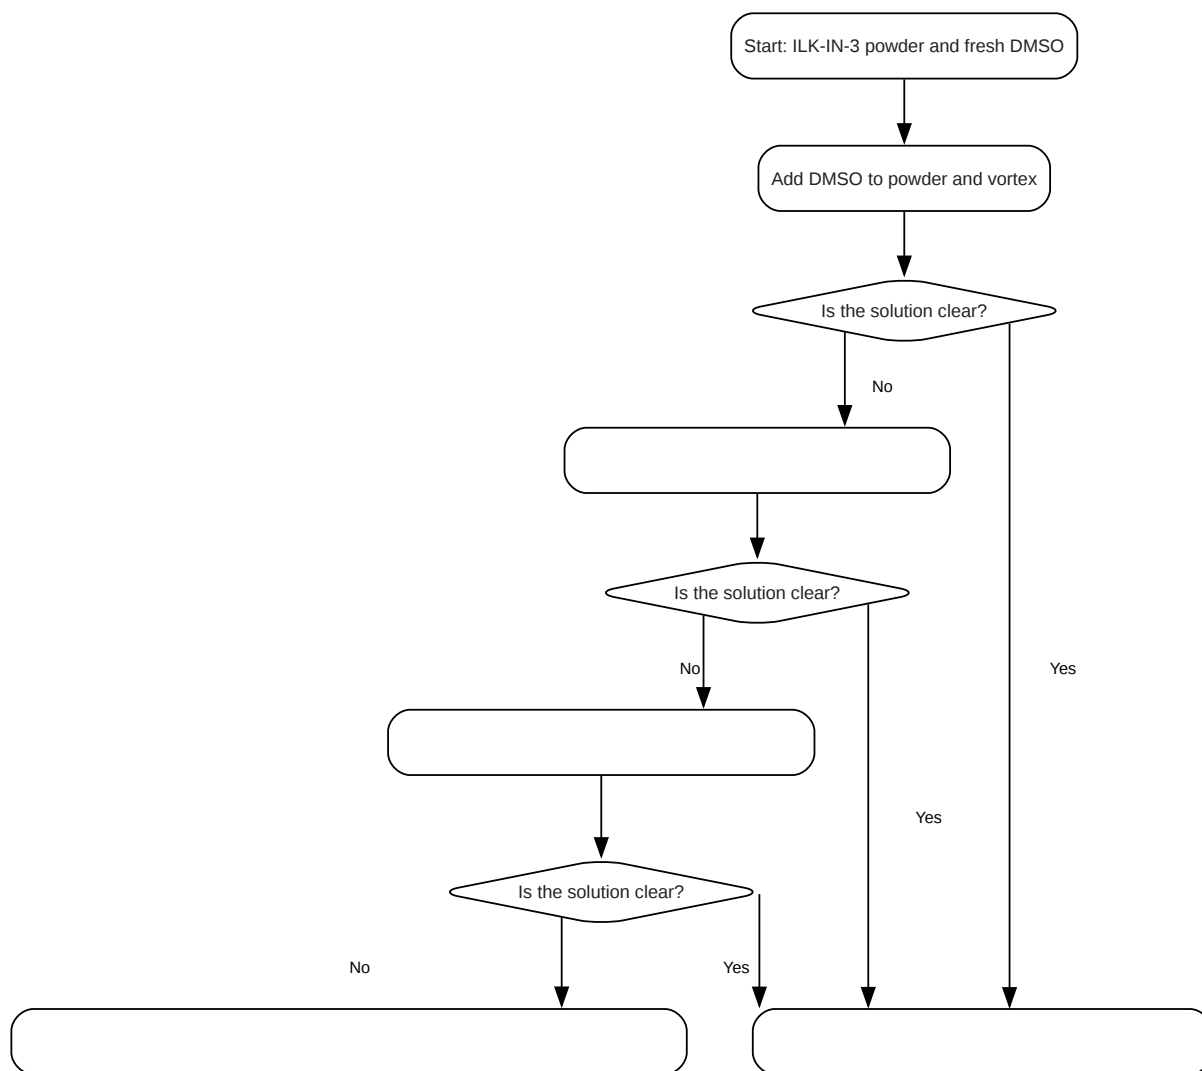 Start: ILK-IN-3 powder and fresh DMSO
Add DMSO to powder and vortex
Is the solution clear?
No
Is the solution clear?
No
Yes
Yes
Is the solution clear?
No
Yes